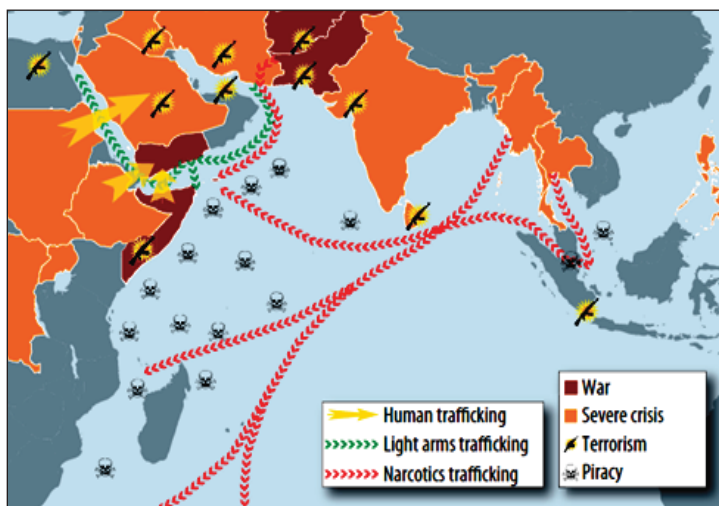 Human trafficking
Light arms trafficking
Narcotics trafficking
War
Severe crisis
Terrorism
Piracy